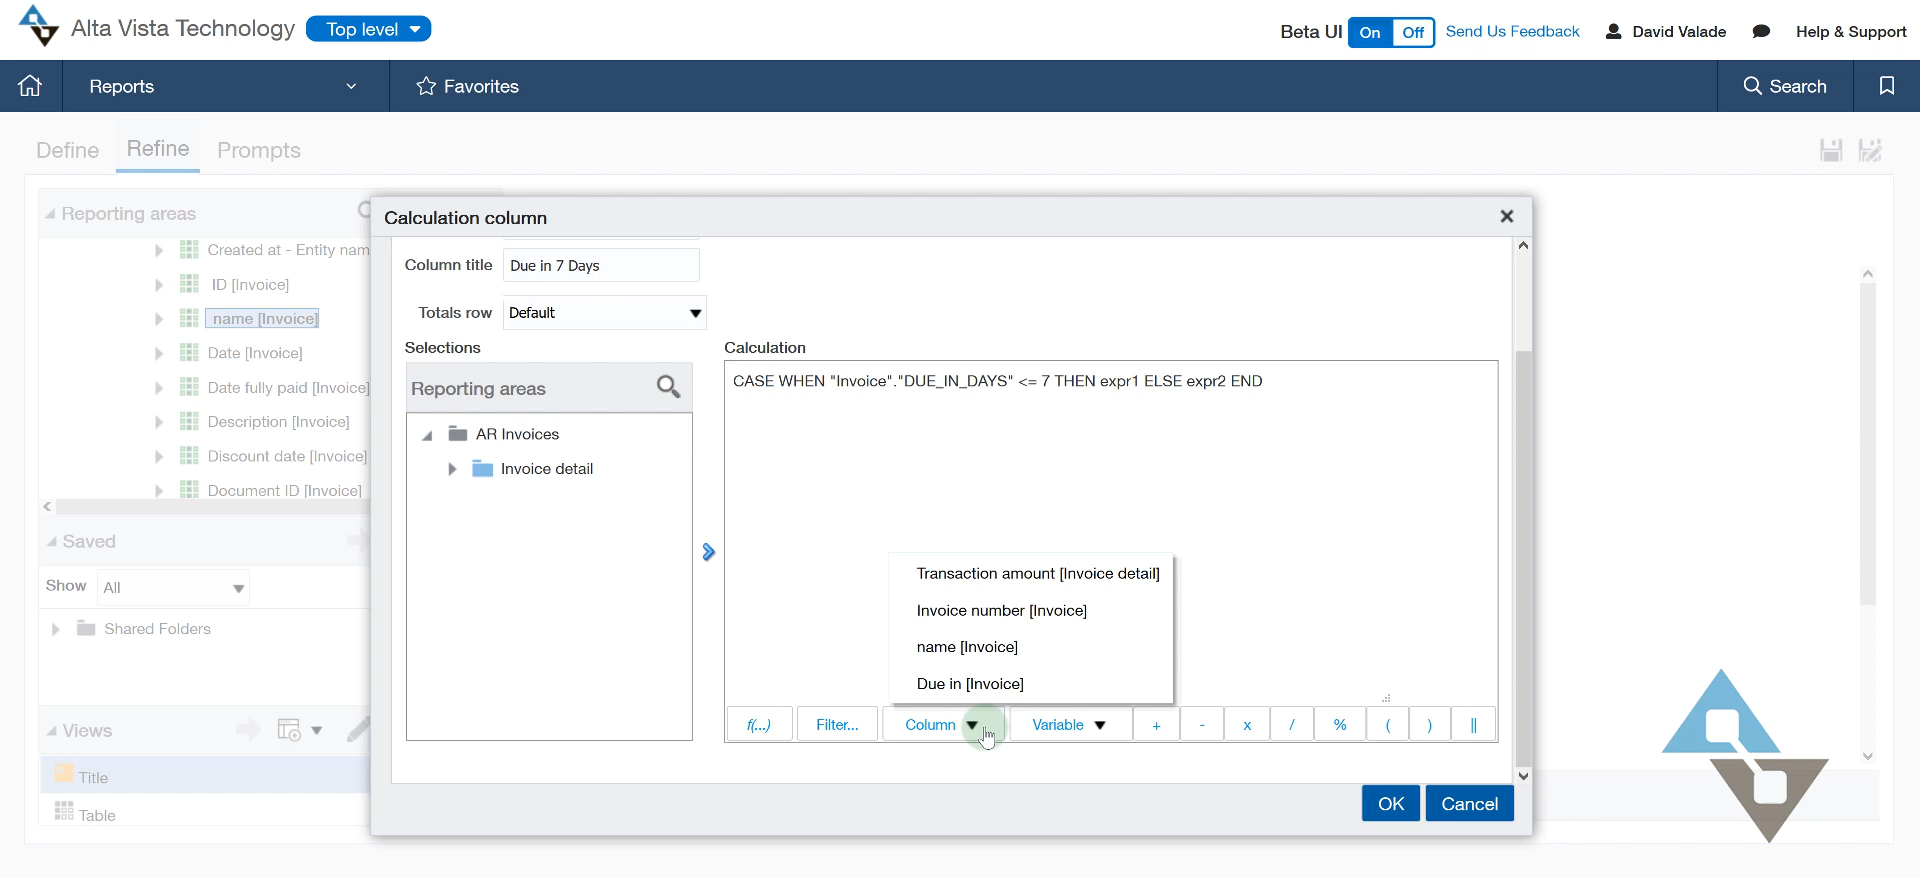 Alta Vista Technology
Top level
Beta UI On Off Send Us Feedback David Valade Help & Support
Reports
Favorites
Search
Define Refine Prompts
Reporting areas
Created at - Entity nam
ID [Invoice]
name [Invoice]
Date [Invoice]
Date fully paid [Invoice]
Description [Invoice]
Discount date [Invoice]
Document ID [Invoice]
Saved
Show All
Shared Folders
Views
Title
Table
Calculation column
Column title Due in 7 Days
Totals row Default
Selections
Reporting areas
AR Invoices
Invoice detail
Calculation
CASE WHEN "Invoice"."DUE_IN_DAYS" <= 7 THEN expr1 ELSE expr2 END
Transaction amount [Invoice detail]
Invoice number [Invoice]
name [Invoice]
Due in [Invoice]
f(...) Filter... Column Variable + - x / % ( ) ||
OK Cancel